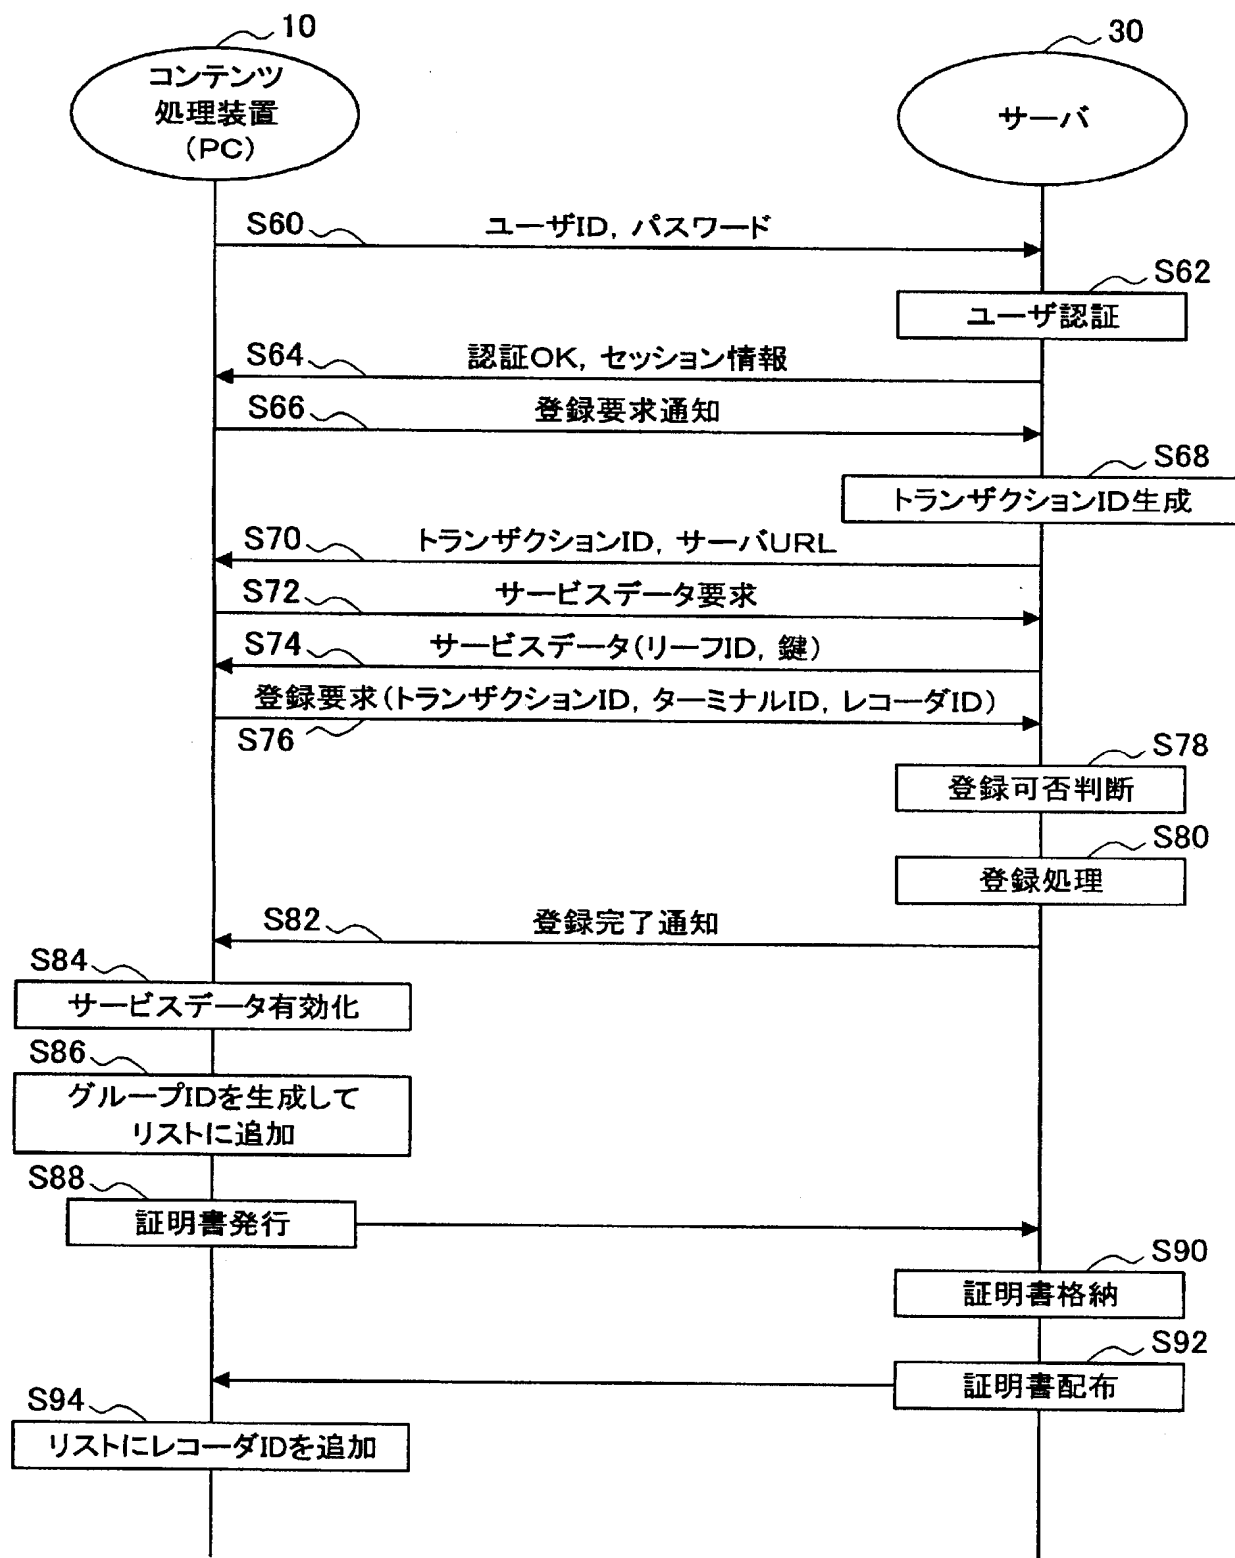 10
30
コンテンツ
処理装置
(PC)
サーバ
S60
ユーザID, パスワード
S62
ユーザ認証
S64
認証OK, セッション情報
S66
登録要求通知
S68
トランザクションID生成
S70
トランザクションID, サーバURL
S72
サービスデータ要求
S74
サービスデータ(リーフID, 鍵)
登録要求(トランザクションID, ターミナルID, レコーダID)
S76
S78
登録可否判断
S80
登録処理
S82
登録完了通知
S84
サービスデータ有効化
S86
グループIDを生成して
リストに追加
S88
証明書発行
S90
証明書格納
S92
証明書配布
S94
リストにレコーダIDを追加